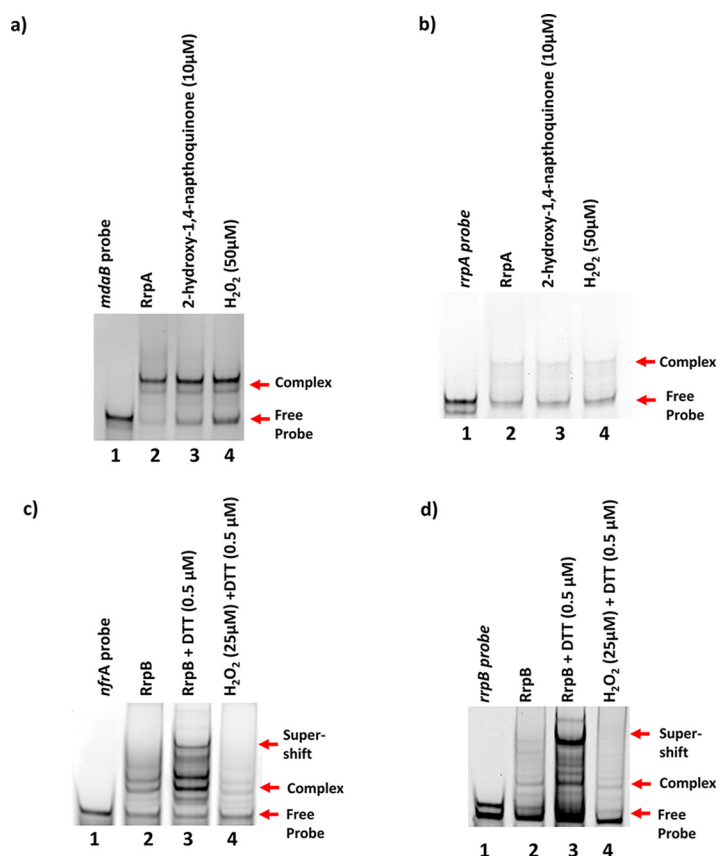 a)
mdaB probe
RrpA
2-hydroxy-1,4-napthoquinone (10µM)
H₂0₂ (50µM)
Complex
Free
Probe
1 2 3 4
b)
rrpA probe
RrpA
2-hydroxy-1,4-napthoquinone (10µM)
H₂0₂ (50µM)
Complex
Free
Probe
1 2 3 4
c)
nfrA probe
RrpB
RrpB + DTT (0.5 µM)
H₂O₂ (25µM) +DTT (0.5 µM)
Super-
shift
Complex
Free
Probe
1 2 3 4
d)
rrpB probe
RrpB
RrpB + DTT (0.5 µM)
H₂O₂ (25µM) + DTT (0.5 µM)
Super-
shift
Complex
Free
Probe
1 2 3 4